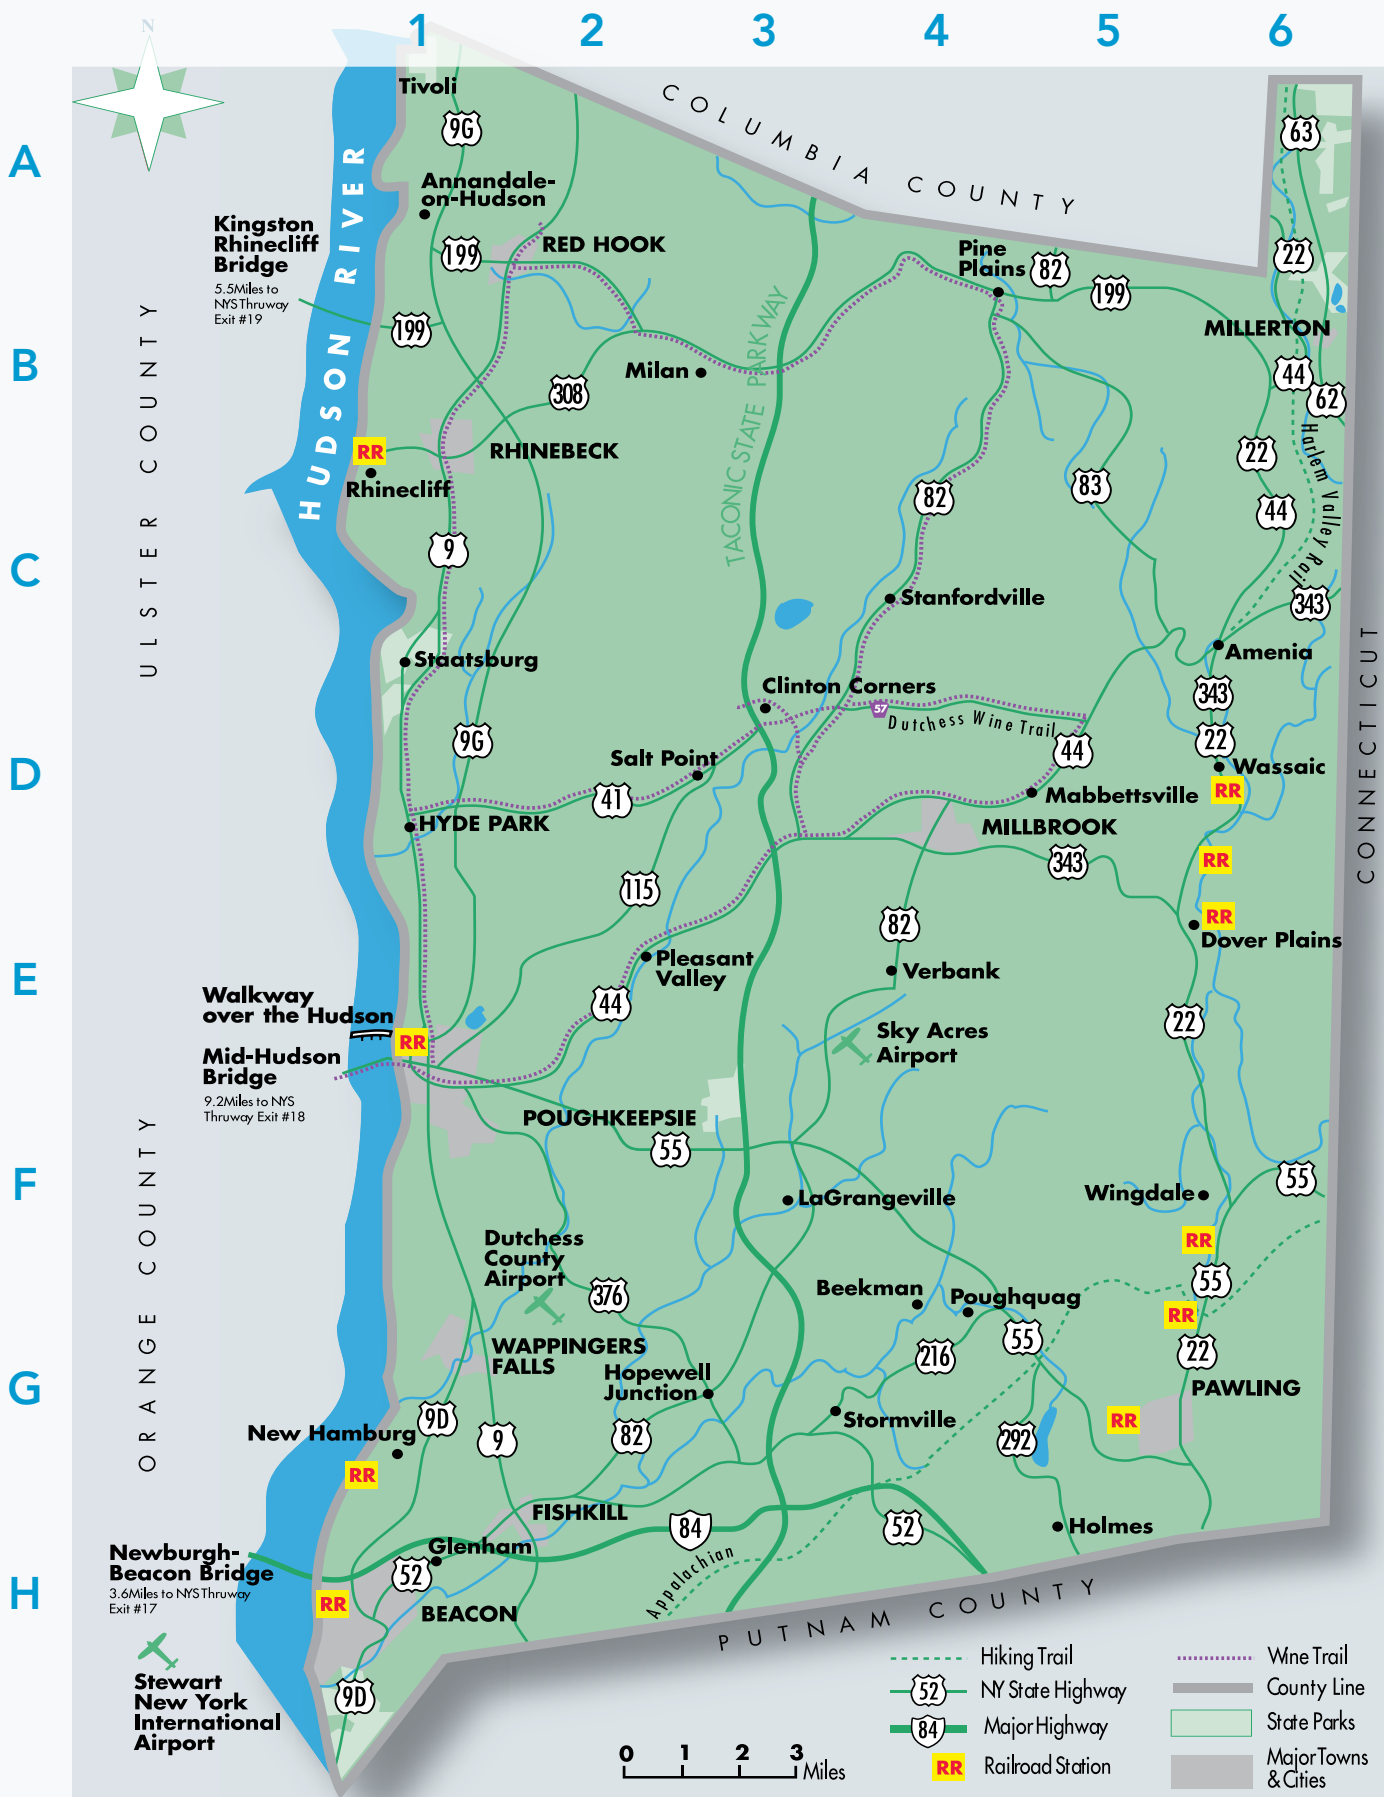 N
1 2 3 4 5 6
A
B
C
D
E
F
G
H
COLUMBIA COUNTY
ULSTER COUNTY
ORANGE COUNTY
CONNECTICUT
PUTNAM COUNTY
HUDSON RIVER
TACONIC STATE PARKWAY
Tivoli
9G
63
Annandale-
on-Hudson
Kingston
Rhinecliff
Bridge
5.5Miles to
NYS Thruway
Exit #19
199
RED HOOK
Pine
Plains
82
199
22
199
MILLERTON
Milan
308
44
62
RR
RHINEBECK
Rhinecliff
22
Harlem Valley Rail
82
83
44
9
Stanfordville
343
Staatsburg
Amenia
Clinton Corners
57
Dutchess Wine Trail
343
9G
44
22
Salt Point
Wassaic
41
Mabbettsville
RR
HYDE PARK
MILLBROOK
343
RR
115
82
RR
Dover Plains
Pleasant
Valley
Verbank
44
22
Walkway
over the Hudson
RR
Sky Acres
Airport
Mid-Hudson
Bridge
9.2Miles to NYS
Thruway Exit #18
POUGHKEEPSIE
55
55
LaGrangeville
Wingdale
Dutchess
County
Airport
RR
376
Beekman
Poughquag
55
RR
WAPPINGERS
FALLS
216
55
22
Hopewell
Junction
PAWLING
9D
9
82
Stormville
292
RR
New Hamburg
RR
FISHKILL
84
52
Holmes
Newburgh-
Beacon Bridge
3.6Miles to NYS Thruway
Exit #17
Glenham
52
Appalachian
RR
BEACON
Stewart
New York
International
Airport
9D
Hiking Trail
52 NY State Highway
84 Major Highway
RR Railroad Station
Wine Trail
County Line
State Parks
Major Towns
& Cities
0 1 2 3
Miles